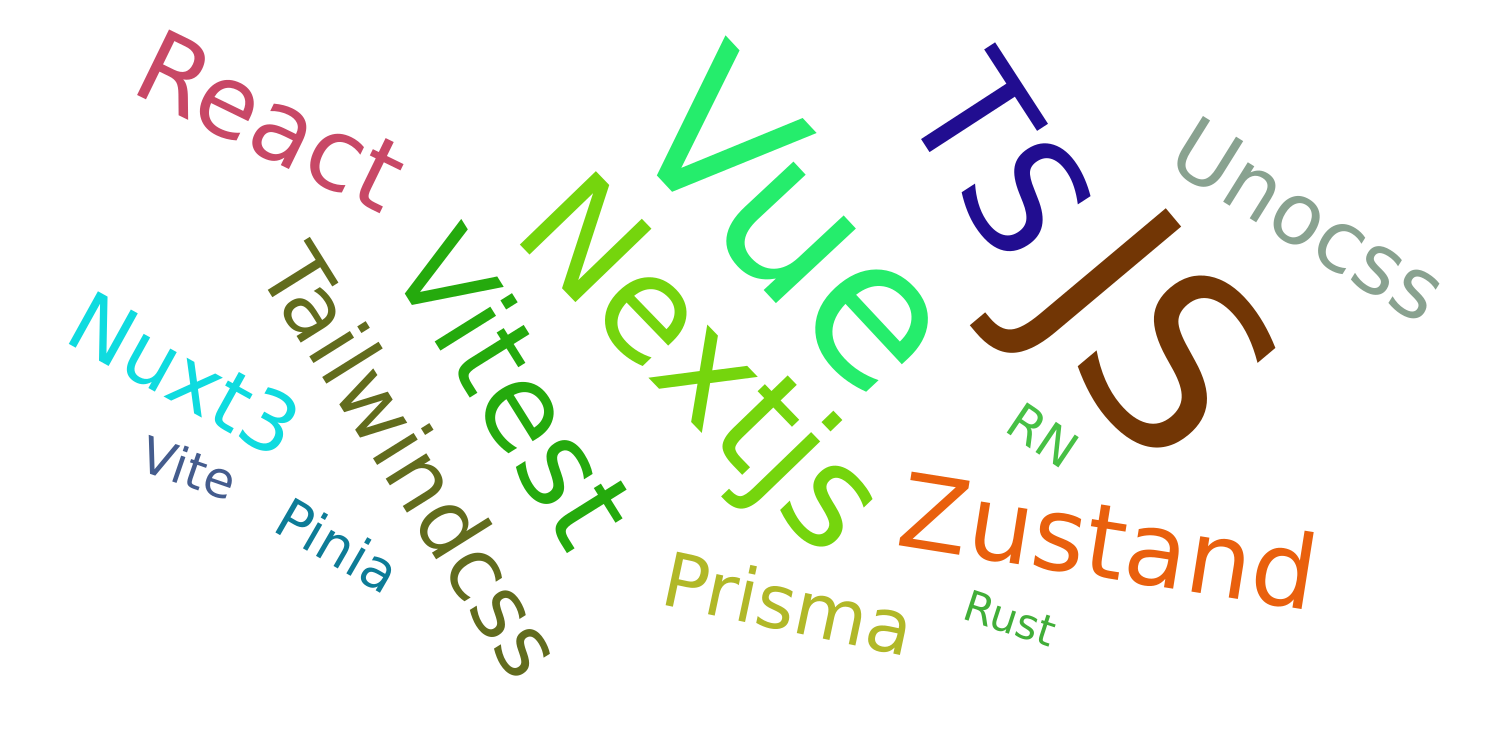 React
Vue
TS
Unocss
Nextjs
JS
Vitest
Tailwindcss
Nuxt3
Vite
RN
Zustand
Pinia
Prisma
Rust